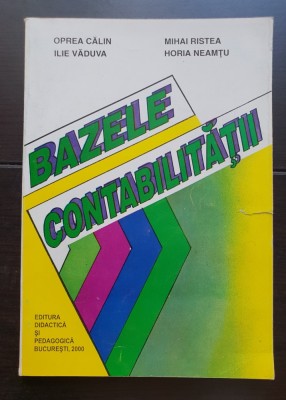 OPREA CĂLIN
ILIE VĂDUVA
MIHAI RISTEA
HORIA NEAMȚU
BAZELE
CONTABILITĂȚII
EDITURA
DIDACTICĂ
ȘI
PEDAGOGICĂ
BUCUREȘTI, 2000